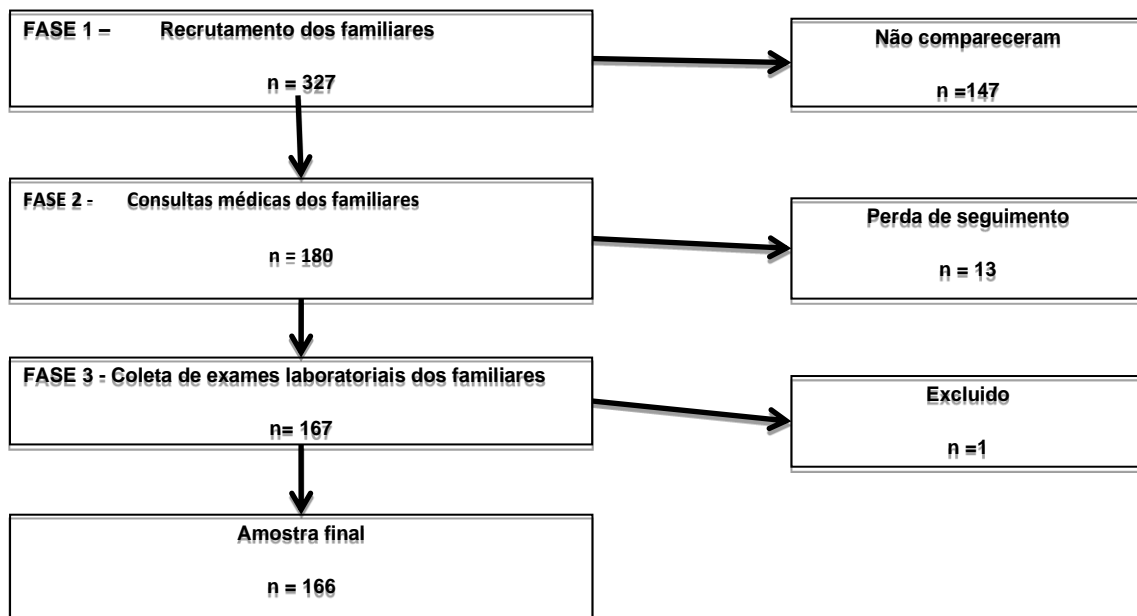 FASE 1 – Recrutamento dos familiares
n = 327
Não compareceram
n =147
FASE 2 - Consultas médicas dos familiares
n = 180
Perda de seguimento
n = 13
FASE 3 - Coleta de exames laboratoriais dos familiares
n= 167
Excluido
n =1
Amostra final
n = 166